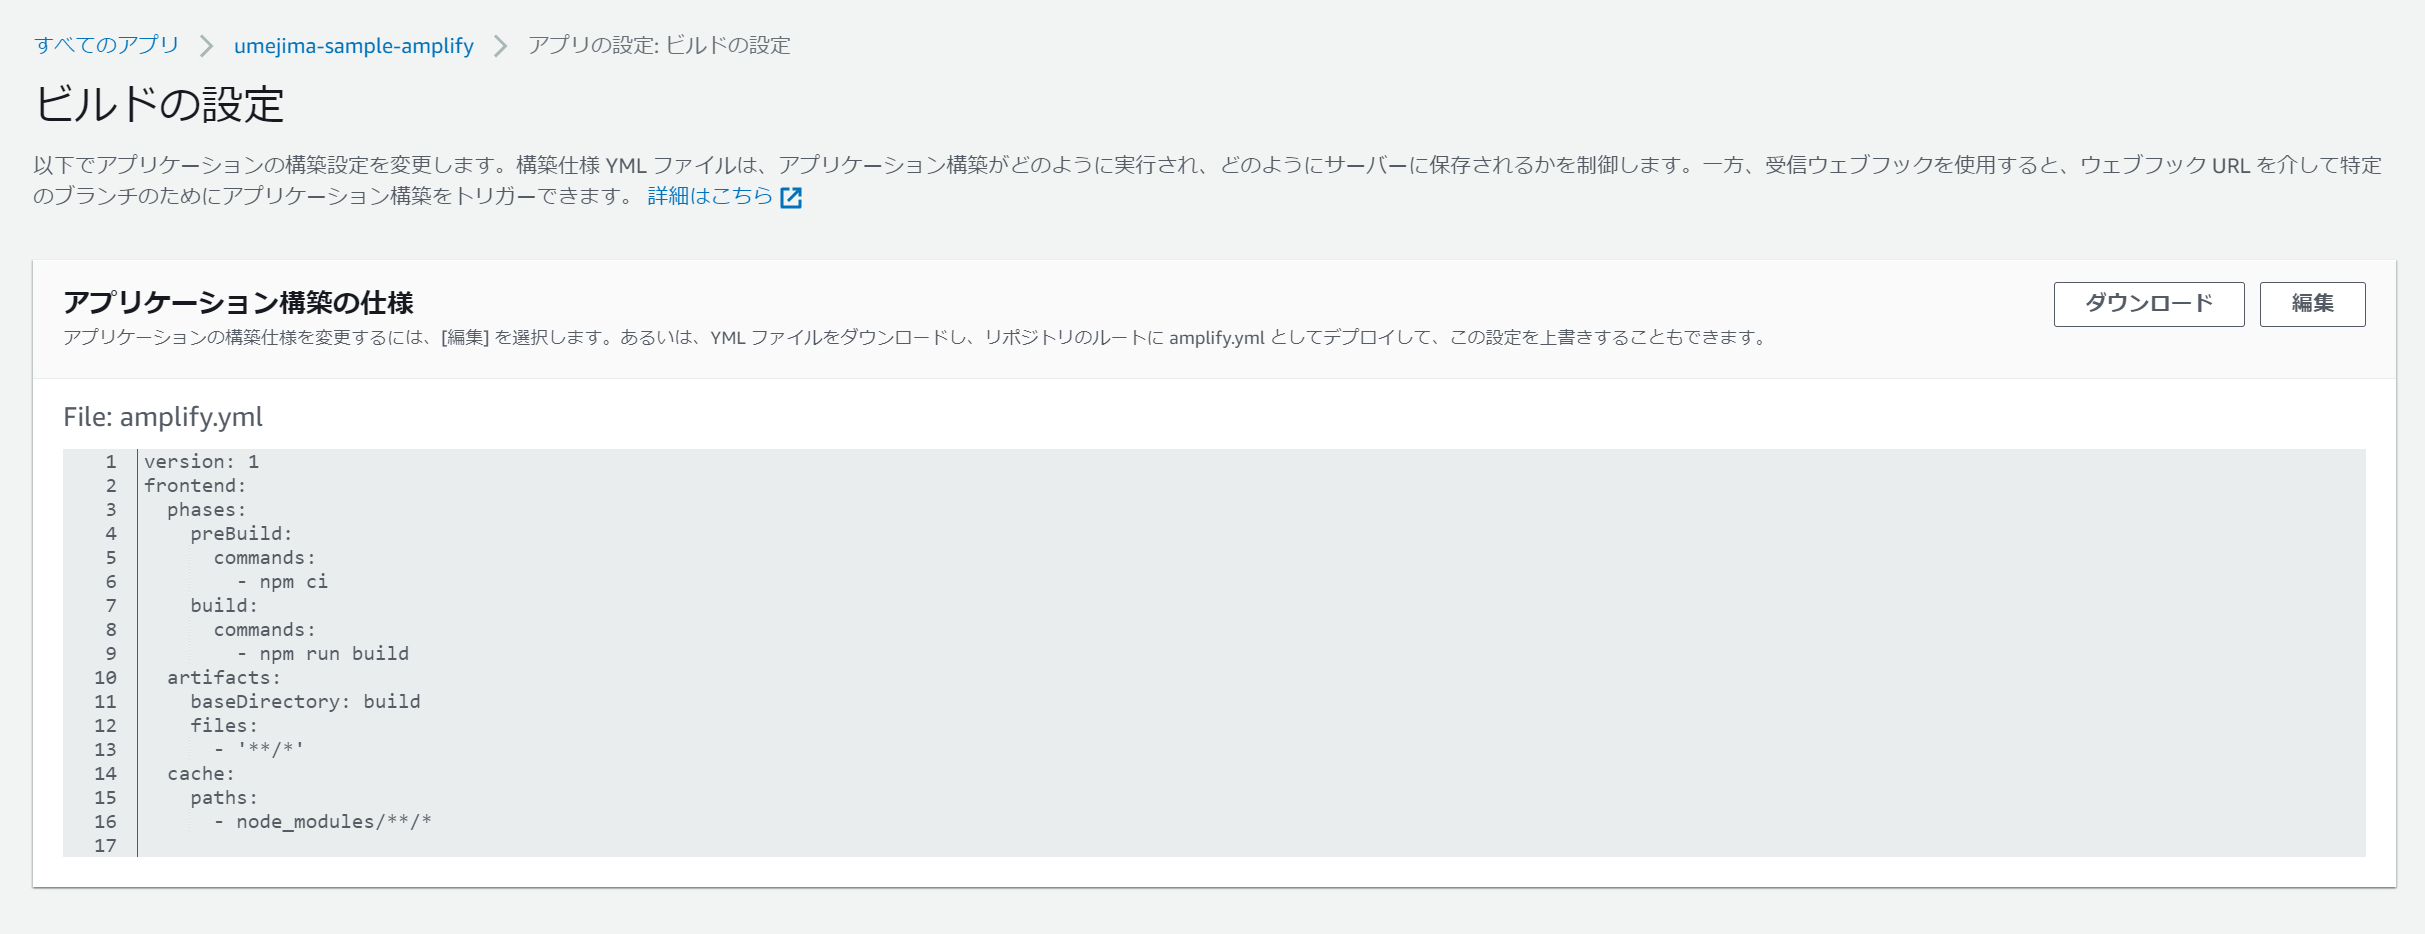 すべてのアプリ > umejima-sample-amplify > アプリの設定: ビルドの設定
ビルドの設定
以下でアプリケーションの構築設定を変更します。構築仕様 YML ファイルは、アプリケーション構築がどのように実行され、どのようにサーバーに保存されるかを制御します。一方、受信ウェブフックを使用すると、ウェブフック URL を介して特定
のブランチのためにアプリケーション構築をトリガーできます。 詳細はこちら
アプリケーション構築の仕様
ダウンロード
編集
アプリケーションの構築仕様を変更するには、[編集] を選択します。あるいは、YML ファイルをダウンロードし、リポジトリのルートに amplify.yml としてデプロイして、この設定を上書きすることもできます。
File: amplify.yml
1 version: 1
2 frontend:
3   phases:
4     preBuild:
5       commands:
6         - npm ci
7     build:
8       commands:
9         - npm run build
10   artifacts:
11     baseDirectory: build
12     files:
13       - '**/*'
14   cache:
15     paths:
16       - node_modules/**/*
17